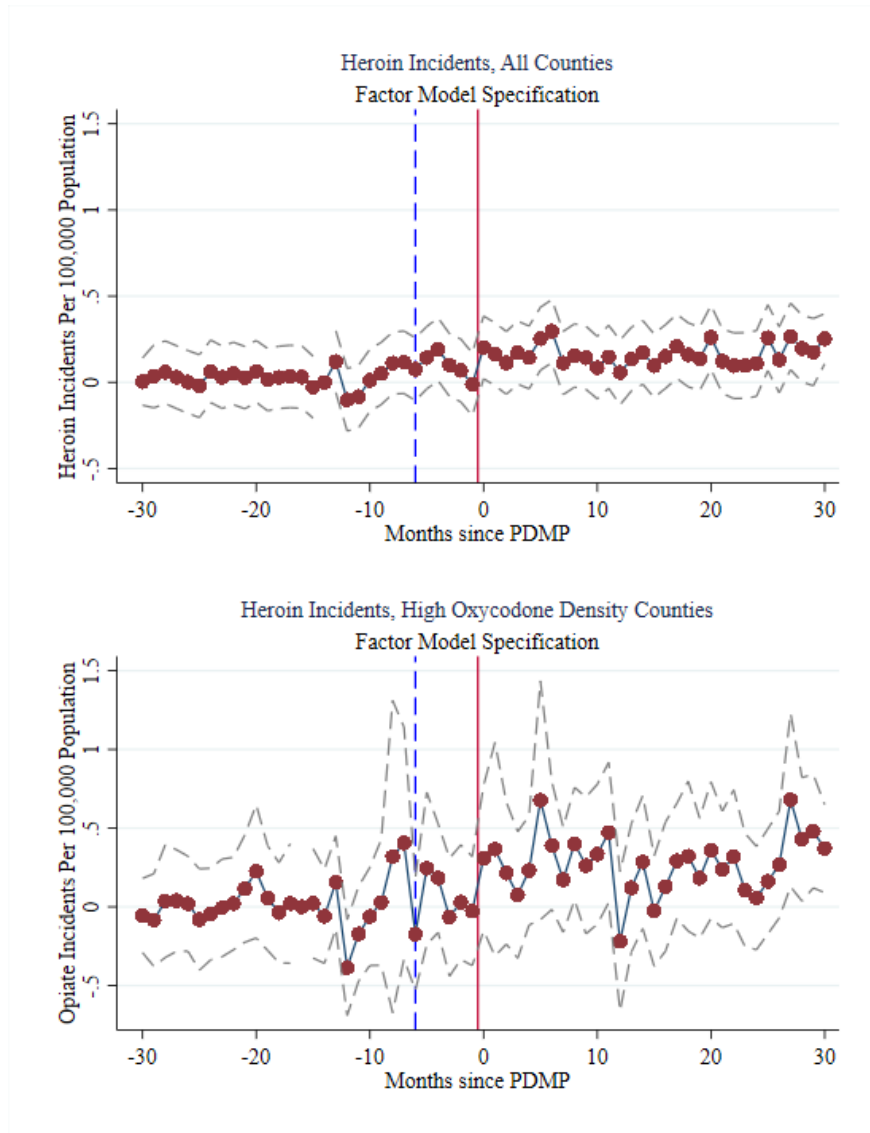 Heroin Incidents, All Counties
Factor Model Specification
Heroin Incidents Per 100,000 Population
1.5
1
.5
0
-.5
-30 -20 -10 0 10 20 30
Months since PDMP
Heroin Incidents, High Oxycodone Density Counties
Factor Model Specification
Opiate Incidents Per 100,000 Population
1.5
1
.5
0
-.5
-30 -20 -10 0 10 20 30
Months since PDMP